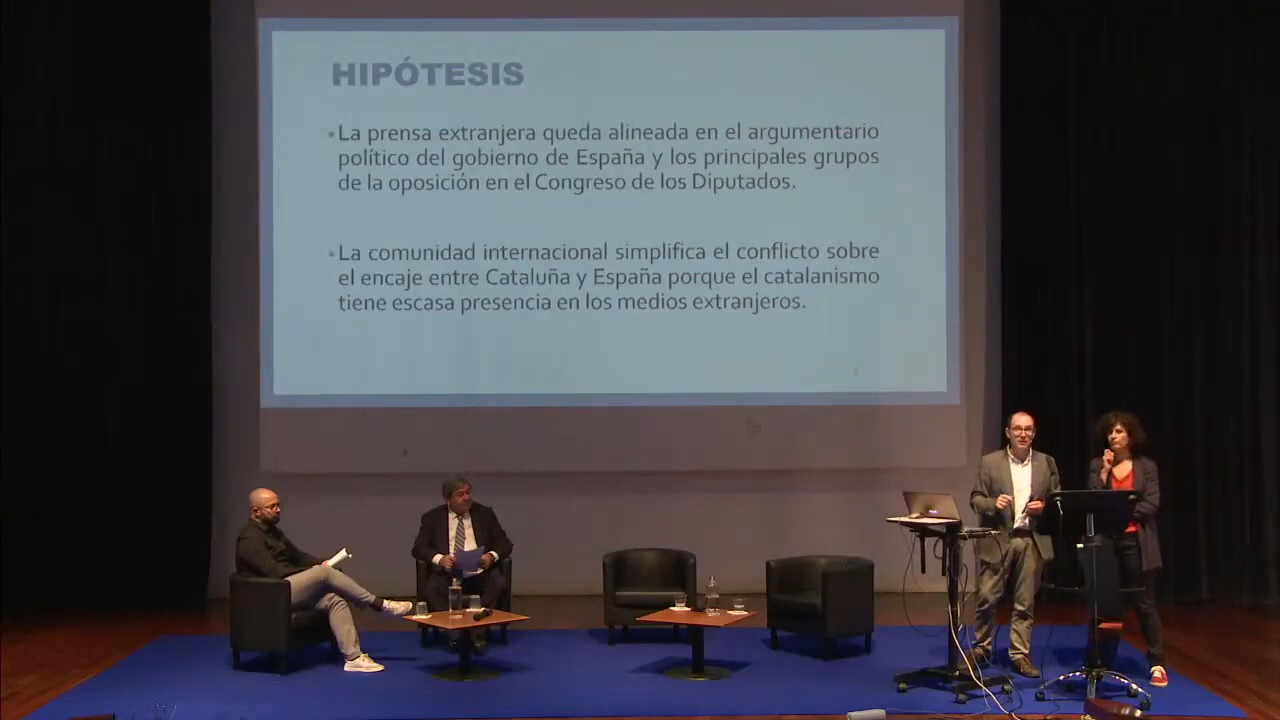 HIPÓTESIS
▪ La prensa extranjera queda alineada en el argumentario
político del gobierno de España y los principales grupos
de la oposición en el Congreso de los Diputados.
▪ La comunidad internacional simplifica el conflicto sobre
el encaje entre Cataluña y España porque el catalanismo
tiene escasa presencia en los medios extranjeros.